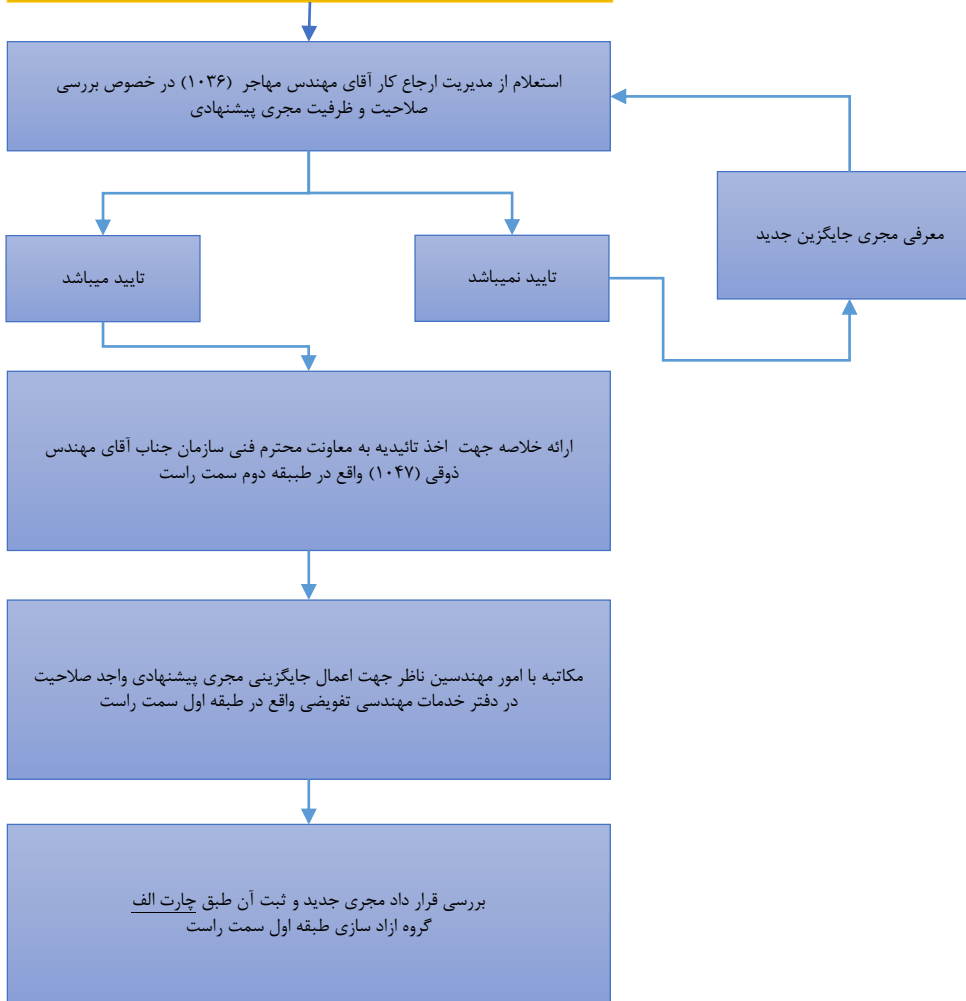 استعلام از مدیریت ارجاع کار آقای مهندس مهاجر (۱۰۳۶) در خصوص بررسی
صلاحیت و ظرفیت مجری پیشنهادی
معرفی مجری جایگزین جدید
تایید نمیباشد
تایید میباشد
ارائه خلاصه جهت اخذ تائیدیه به معاونت محترم فنی سازمان جناب آقای مهندس
ذوقی (۱۰۴۷) واقع در طبیقه دوم سمت راست
مکاتبه با امور مهندسین ناظر جهت اعمال جایگزینی مجری پیشنهادی واجد صلاحیت
در دفتر خدمات مهندسی تفویضی واقع در طبقه اول سمت راست
بررسی قرار داد مجری جدید و ثبت آن طبق چارت الف
گروه ازاد سازی طبقه اول سمت راست